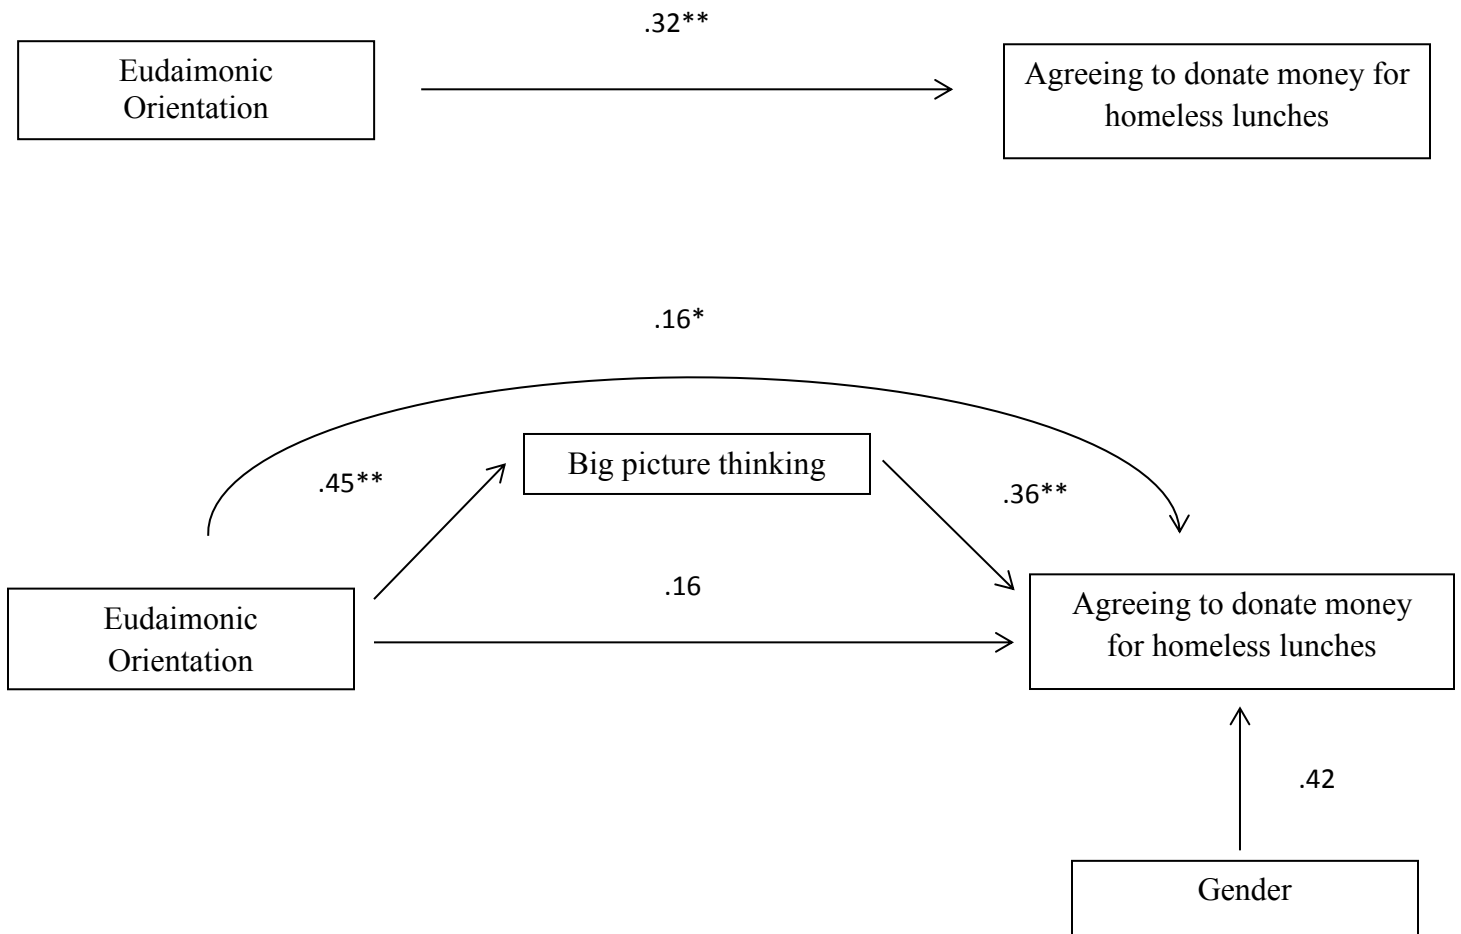 .32**
Eudaimonic
Orientation
Agreeing to donate money for
homeless lunches
.16*
Big picture thinking
.45**
.36**
.16
Eudaimonic
Orientation
Agreeing to donate money
for homeless lunches
.42
Gender